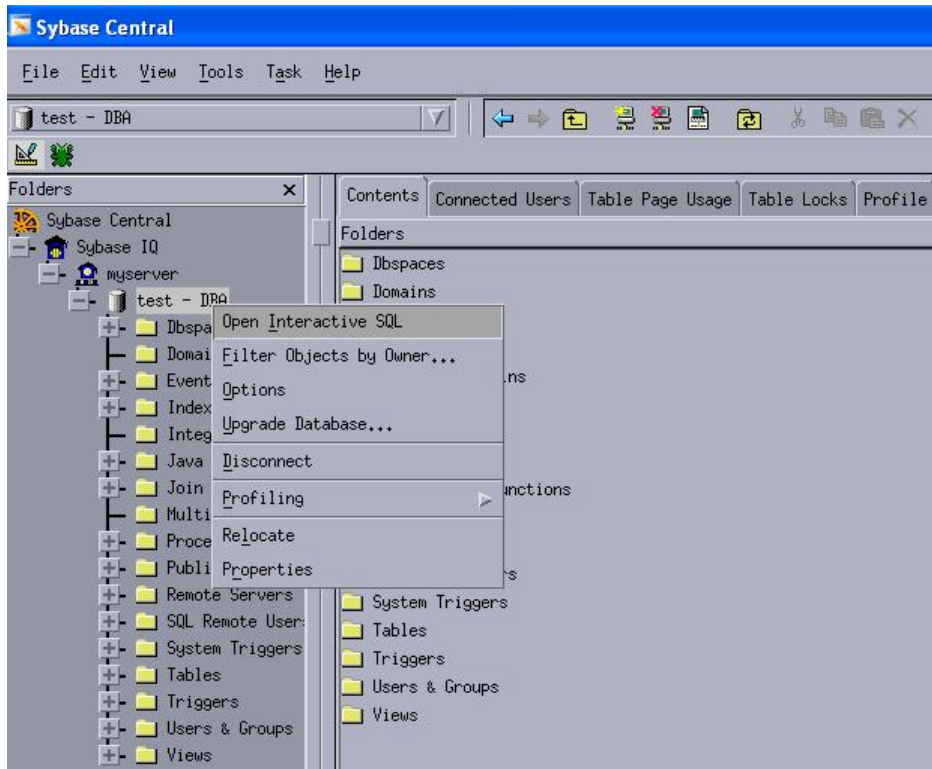 Sybase Central
File Edit View Tools Task Help
test - DBA
Folders
Sybase Central
Sybase IQ
myserver
test - DBA
Dbspa
Domai
Event
Index
Integ
Java
Join
Multi
Proce
Publi
Remote Servers
SQL Remote User
System Triggers
Tables
Triggers
Users & Groups
Views
Open Interactive SQL
Filter Objects by Owner...
Options
Upgrade Database...
Disconnect
Profiling
Relocate
Properties
Contents Connected Users Table Page Usage Table Locks Profile
Folders
Dbspaces
Domains
ns
unctions
rs
System Triggers
Tables
Triggers
Users & Groups
Views